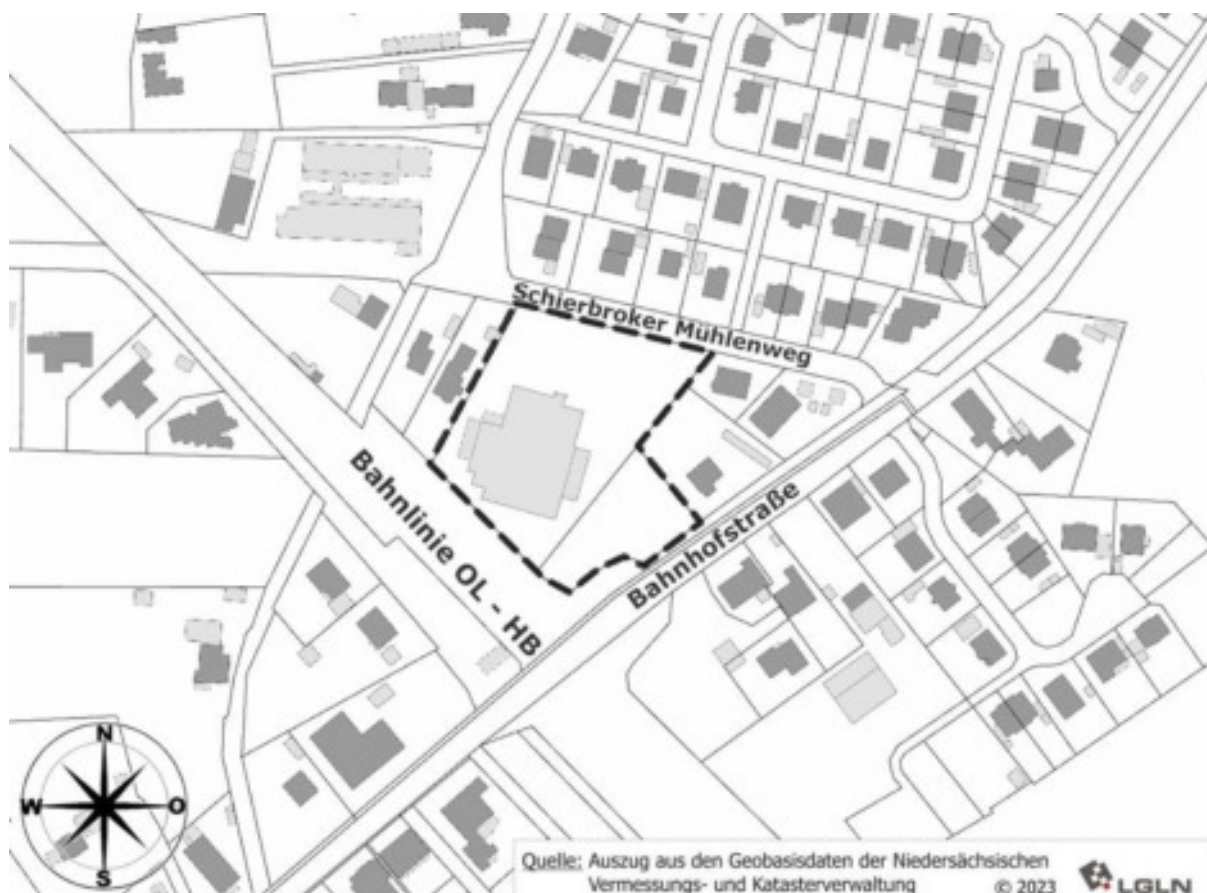 Schierbroker Mühlenweg
Bahnlinie OL - HB
Bahnhofstraße
N
W
O
S
Quelle: Auszug aus den Geobasisdaten der Niedersächsischen
Vermessungs- und Katasterverwaltung
© 2023 LGLN